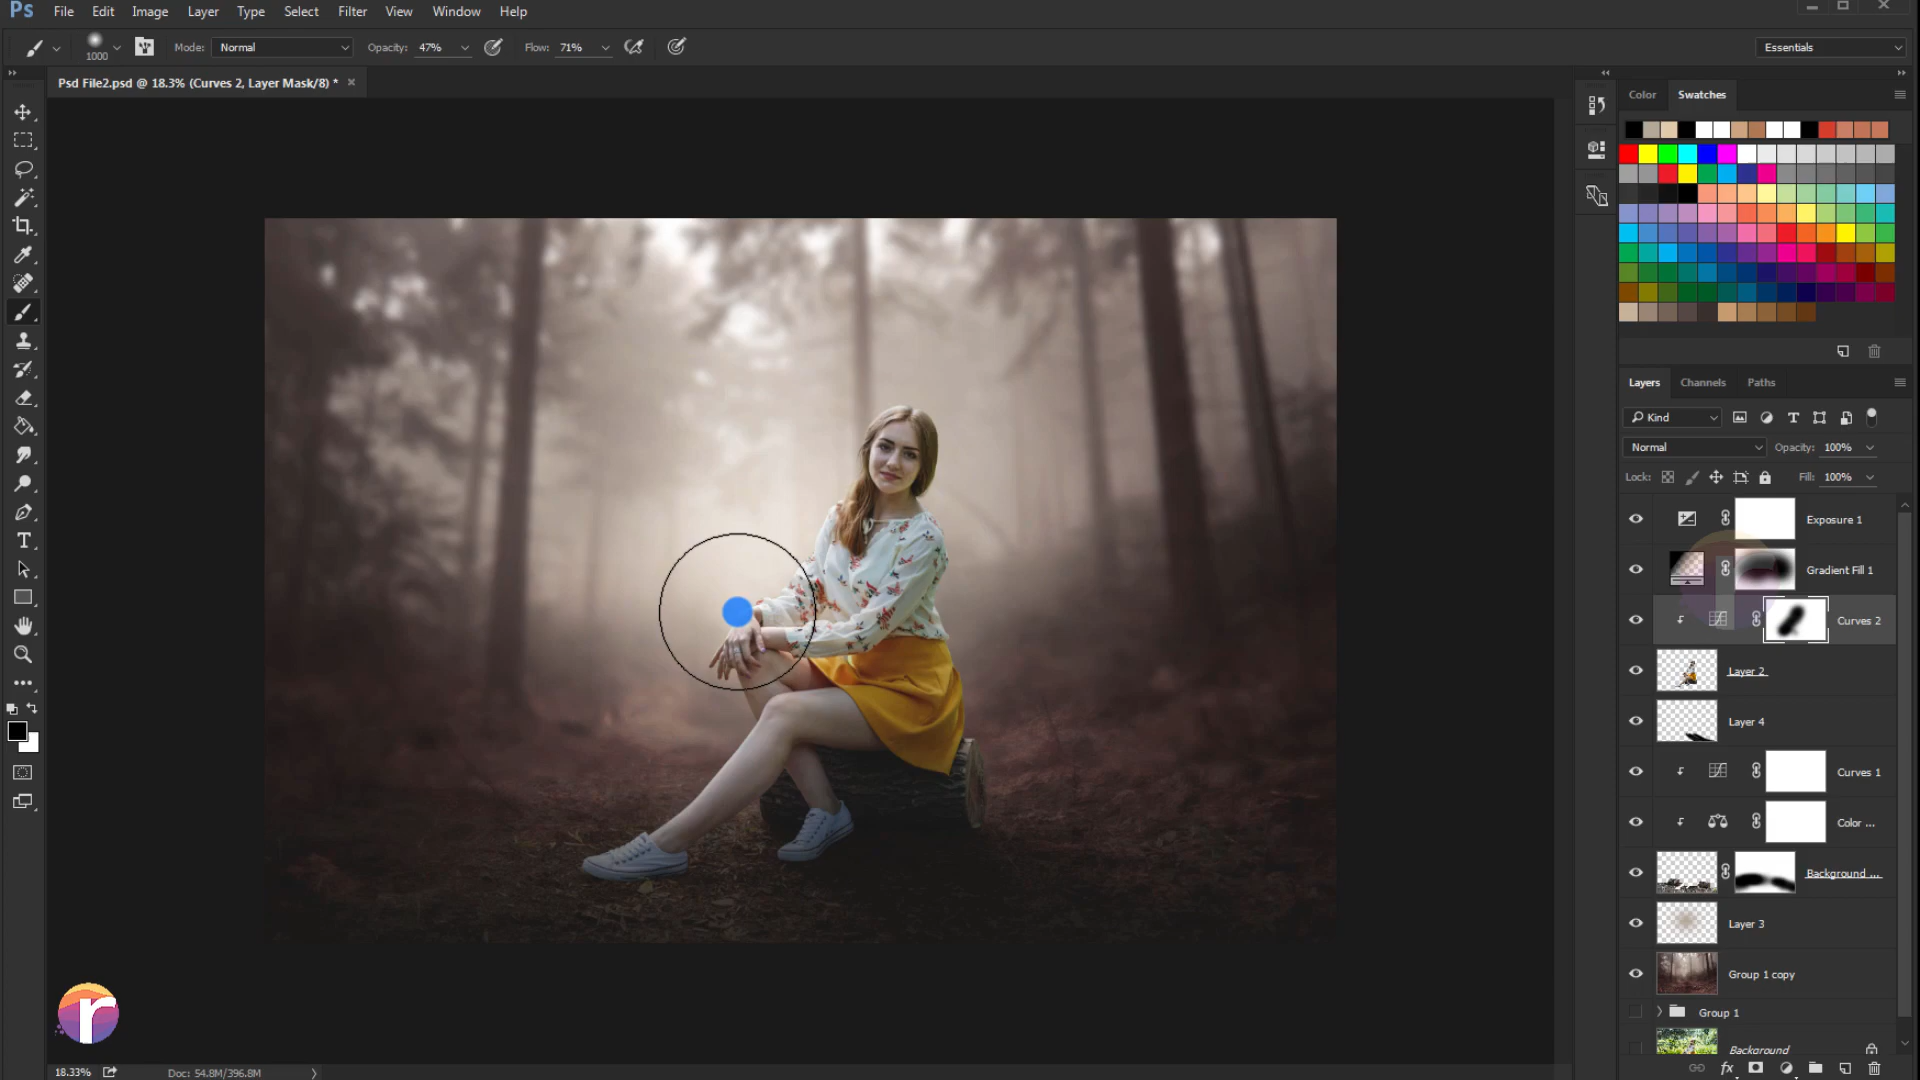 Ps File Edit Image Layer Type Select Filter View Window Help
1000 Mode: Normal Opacity: 47% Flow: 71% Essentials
Psd File2.psd @ 18.3% (Curves 2, Layer Mask/8) *
Color Swatches
Layers Channels Paths
Kind
Normal Opacity: 100%
Lock: Fill: 100%
Exposure 1
Gradient Fill 1
Curves 2
Layer 2
Layer 4
Curves 1
Color ...
Background ...
Layer 3
Group 1 copy
Group 1
Background
r
18.33% Doc: 54.8M/396.8M
fx